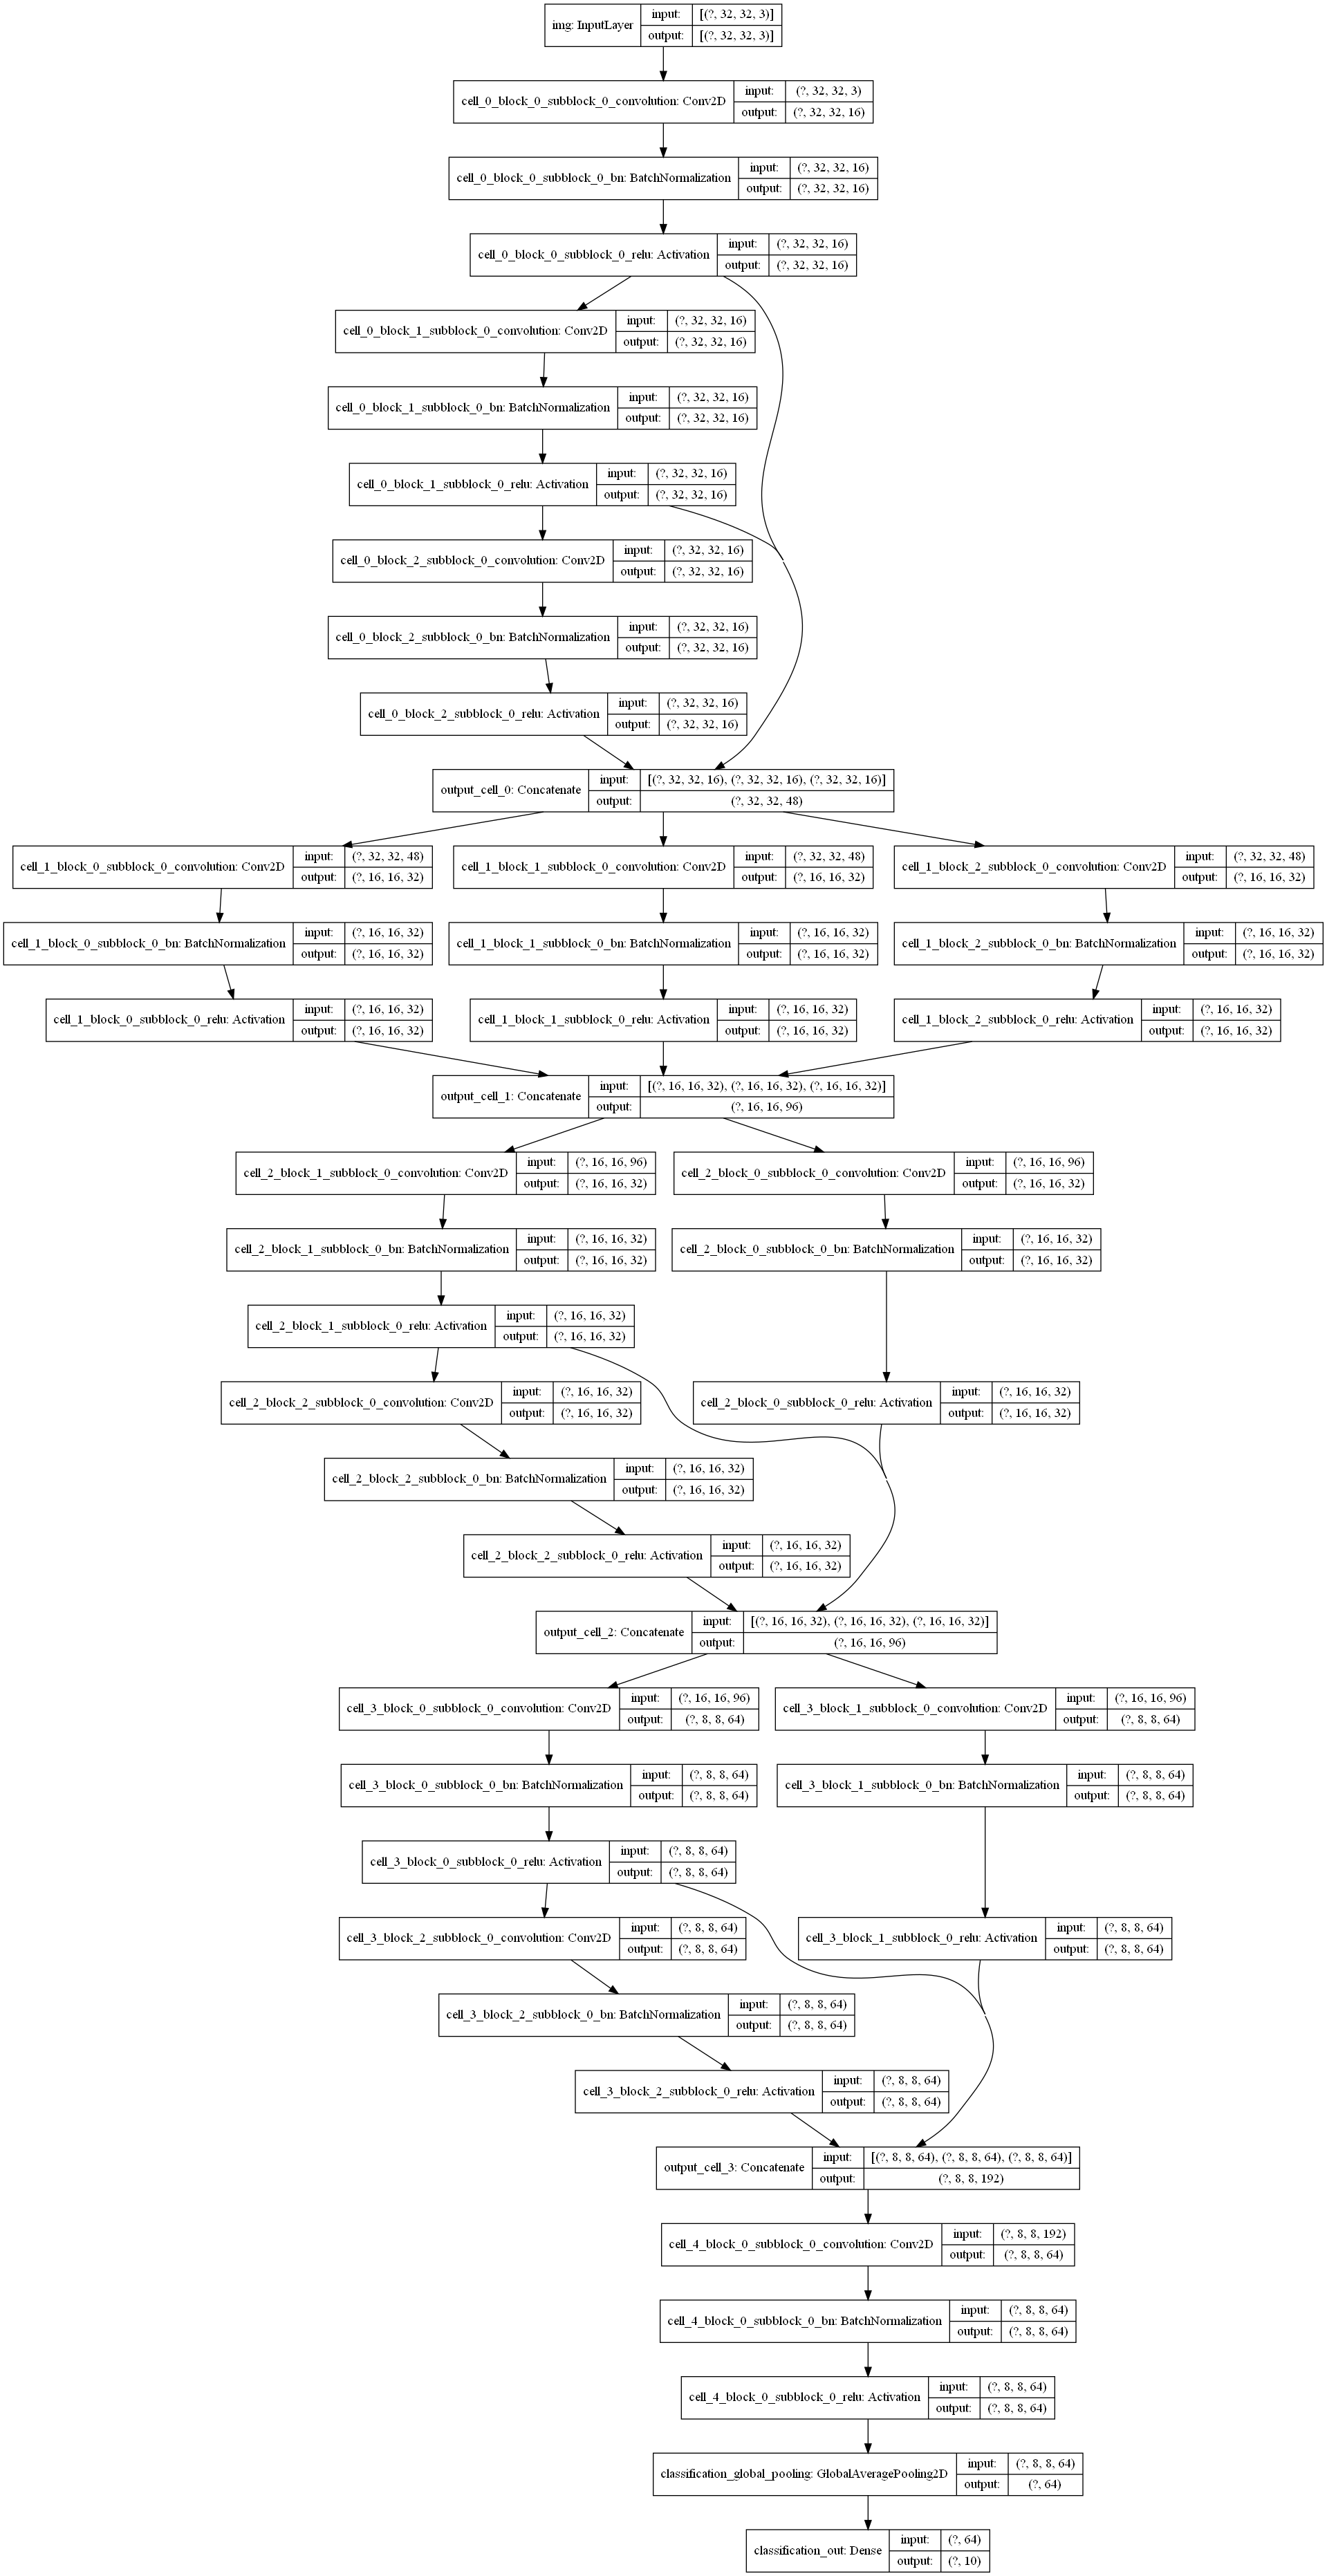 img: InputLayer input: [(?, 32, 32, 3)]
output: [(?, 32, 32, 3)]
cell_0_block_0_subblock_0_convolution: Conv2D input: (?, 32, 32, 3)
output: (?, 32, 32, 16)
cell_0_block_0_subblock_0_bn: BatchNormalization input: (?, 32, 32, 16)
output: (?, 32, 32, 16)
cell_0_block_0_subblock_0_relu: Activation input: (?, 32, 32, 16)
output: (?, 32, 32, 16)
cell_0_block_1_subblock_0_convolution: Conv2D input: (?, 32, 32, 16)
output: (?, 32, 32, 16)
cell_0_block_1_subblock_0_bn: BatchNormalization input: (?, 32, 32, 16)
output: (?, 32, 32, 16)
cell_0_block_1_subblock_0_relu: Activation input: (?, 32, 32, 16)
output: (?, 32, 32, 16)
cell_0_block_2_subblock_0_convolution: Conv2D input: (?, 32, 32, 16)
output: (?, 32, 32, 16)
cell_0_block_2_subblock_0_bn: BatchNormalization input: (?, 32, 32, 16)
output: (?, 32, 32, 16)
cell_0_block_2_subblock_0_relu: Activation input: (?, 32, 32, 16)
output: (?, 32, 32, 16)
output_cell_0: Concatenate input: [(?, 32, 32, 16), (?, 32, 32, 16), (?, 32, 32, 16)]
output: (?, 32, 32, 48)
cell_1_block_0_subblock_0_convolution: Conv2D input: (?, 32, 32, 48)
output: (?, 16, 16, 32)
cell_1_block_1_subblock_0_convolution: Conv2D input: (?, 32, 32, 48)
output: (?, 16, 16, 32)
cell_1_block_2_subblock_0_convolution: Conv2D input: (?, 32, 32, 48)
output: (?, 16, 16, 32)
cell_1_block_0_subblock_0_bn: BatchNormalization input: (?, 16, 16, 32)
output: (?, 16, 16, 32)
cell_1_block_1_subblock_0_bn: BatchNormalization input: (?, 16, 16, 32)
output: (?, 16, 16, 32)
cell_1_block_2_subblock_0_bn: BatchNormalization input: (?, 16, 16, 32)
output: (?, 16, 16, 32)
cell_1_block_0_subblock_0_relu: Activation input: (?, 16, 16, 32)
output: (?, 16, 16, 32)
cell_1_block_1_subblock_0_relu: Activation input: (?, 16, 16, 32)
output: (?, 16, 16, 32)
cell_1_block_2_subblock_0_relu: Activation input: (?, 16, 16, 32)
output: (?, 16, 16, 32)
output_cell_1: Concatenate input: [(?, 16, 16, 32), (?, 16, 16, 32), (?, 16, 16, 32)]
output: (?, 16, 16, 96)
cell_2_block_1_subblock_0_convolution: Conv2D input: (?, 16, 16, 96)
output: (?, 16, 16, 32)
cell_2_block_0_subblock_0_convolution: Conv2D input: (?, 16, 16, 96)
output: (?, 16, 16, 32)
cell_2_block_1_subblock_0_bn: BatchNormalization input: (?, 16, 16, 32)
output: (?, 16, 16, 32)
cell_2_block_0_subblock_0_bn: BatchNormalization input: (?, 16, 16, 32)
output: (?, 16, 16, 32)
cell_2_block_1_subblock_0_relu: Activation input: (?, 16, 16, 32)
output: (?, 16, 16, 32)
cell_2_block_2_subblock_0_convolution: Conv2D input: (?, 16, 16, 32)
output: (?, 16, 16, 32)
cell_2_block_0_subblock_0_relu: Activation input: (?, 16, 16, 32)
output: (?, 16, 16, 32)
cell_2_block_2_subblock_0_bn: BatchNormalization input: (?, 16, 16, 32)
output: (?, 16, 16, 32)
cell_2_block_2_subblock_0_relu: Activation input: (?, 16, 16, 32)
output: (?, 16, 16, 32)
output_cell_2: Concatenate input: [(?, 16, 16, 32), (?, 16, 16, 32), (?, 16, 16, 32)]
output: (?, 16, 16, 96)
cell_3_block_0_subblock_0_convolution: Conv2D input: (?, 16, 16, 96)
output: (?, 8, 8, 64)
cell_3_block_1_subblock_0_convolution: Conv2D input: (?, 16, 16, 96)
output: (?, 8, 8, 64)
cell_3_block_0_subblock_0_bn: BatchNormalization input: (?, 8, 8, 64)
output: (?, 8, 8, 64)
cell_3_block_1_subblock_0_bn: BatchNormalization input: (?, 8, 8, 64)
output: (?, 8, 8, 64)
cell_3_block_0_subblock_0_relu: Activation input: (?, 8, 8, 64)
output: (?, 8, 8, 64)
cell_3_block_2_subblock_0_convolution: Conv2D input: (?, 8, 8, 64)
output: (?, 8, 8, 64)
cell_3_block_1_subblock_0_relu: Activation input: (?, 8, 8, 64)
output: (?, 8, 8, 64)
cell_3_block_2_subblock_0_bn: BatchNormalization input: (?, 8, 8, 64)
output: (?, 8, 8, 64)
cell_3_block_2_subblock_0_relu: Activation input: (?, 8, 8, 64)
output: (?, 8, 8, 64)
output_cell_3: Concatenate input: [(?, 8, 8, 64), (?, 8, 8, 64), (?, 8, 8, 64)]
output: (?, 8, 8, 192)
cell_4_block_0_subblock_0_convolution: Conv2D input: (?, 8, 8, 192)
output: (?, 8, 8, 64)
cell_4_block_0_subblock_0_bn: BatchNormalization input: (?, 8, 8, 64)
output: (?, 8, 8, 64)
cell_4_block_0_subblock_0_relu: Activation input: (?, 8, 8, 64)
output: (?, 8, 8, 64)
classification_global_pooling: GlobalAveragePooling2D input: (?, 8, 8, 64)
output: (?, 64)
classification_out: Dense input: (?, 64)
output: (?, 10)